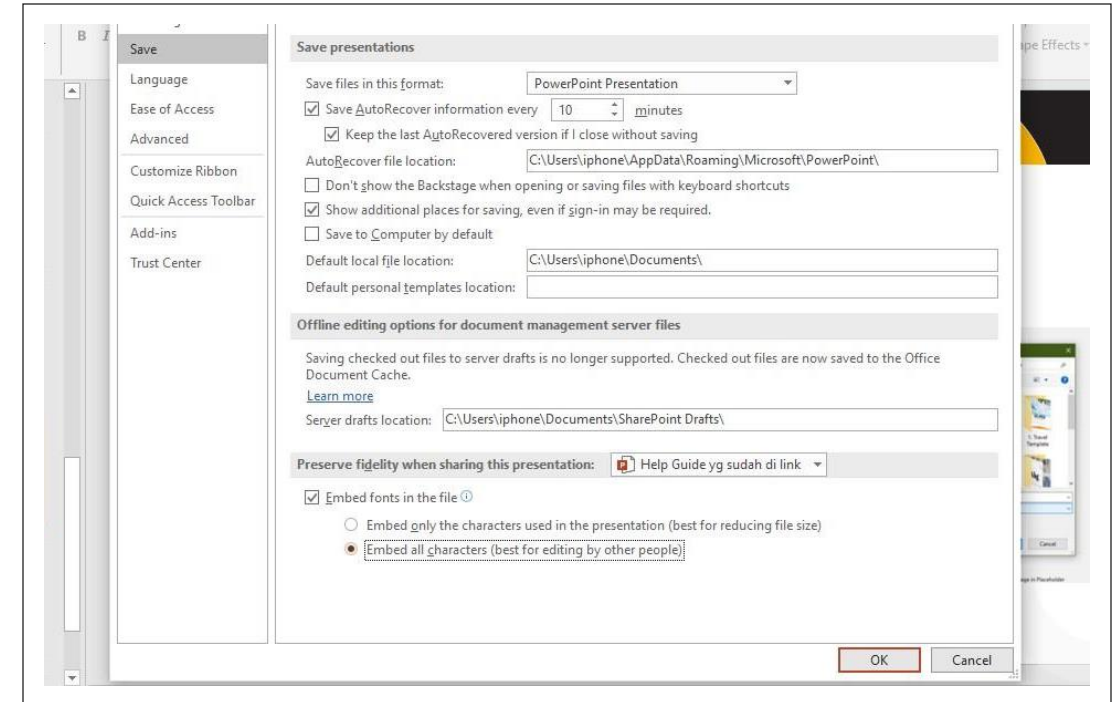 B I
ape Effects
Save
Language
Ease of Access
Advanced
Customize Ribbon
Quick Access Toolbar
Add-ins
Trust Center
Save presentations
Save files in this format: PowerPoint Presentation
Save AutoRecover information every 10 minutes
Keep the last AutoRecovered version if I close without saving
AutoRecover file location: C:\Users\iphone\AppData\Roaming\Microsoft\PowerPoint\
Don't show the Backstage when opening or saving files with keyboard shortcuts
Show additional places for saving, even if sign-in may be required.
Save to Computer by default
Default local file location: C:\Users\iphone\Documents\
Default personal templates location:
Offline editing options for document management server files
Saving checked out files to server drafts is no longer supported. Checked out files are now saved to the Office
Document Cache.
Learn more
Server drafts location: C:\Users\iphone\Documents\SharePoint Drafts\
Preserve fidelity when sharing this presentation: Help Guide yg sudah di link
Embed fonts in the file
Embed only the characters used in the presentation (best for reducing file size)
Embed all characters (best for editing by other people)
OK Cancel
1. Travel
Template
Cancel
age in Placeholder